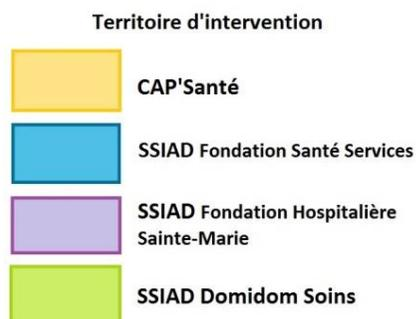 Territoire d'intervention
CAP'Santé
SSIAD Fondation Santé Services
SSIAD Fondation Hospitalière
Sainte-Marie
SSIAD Domidom Soins